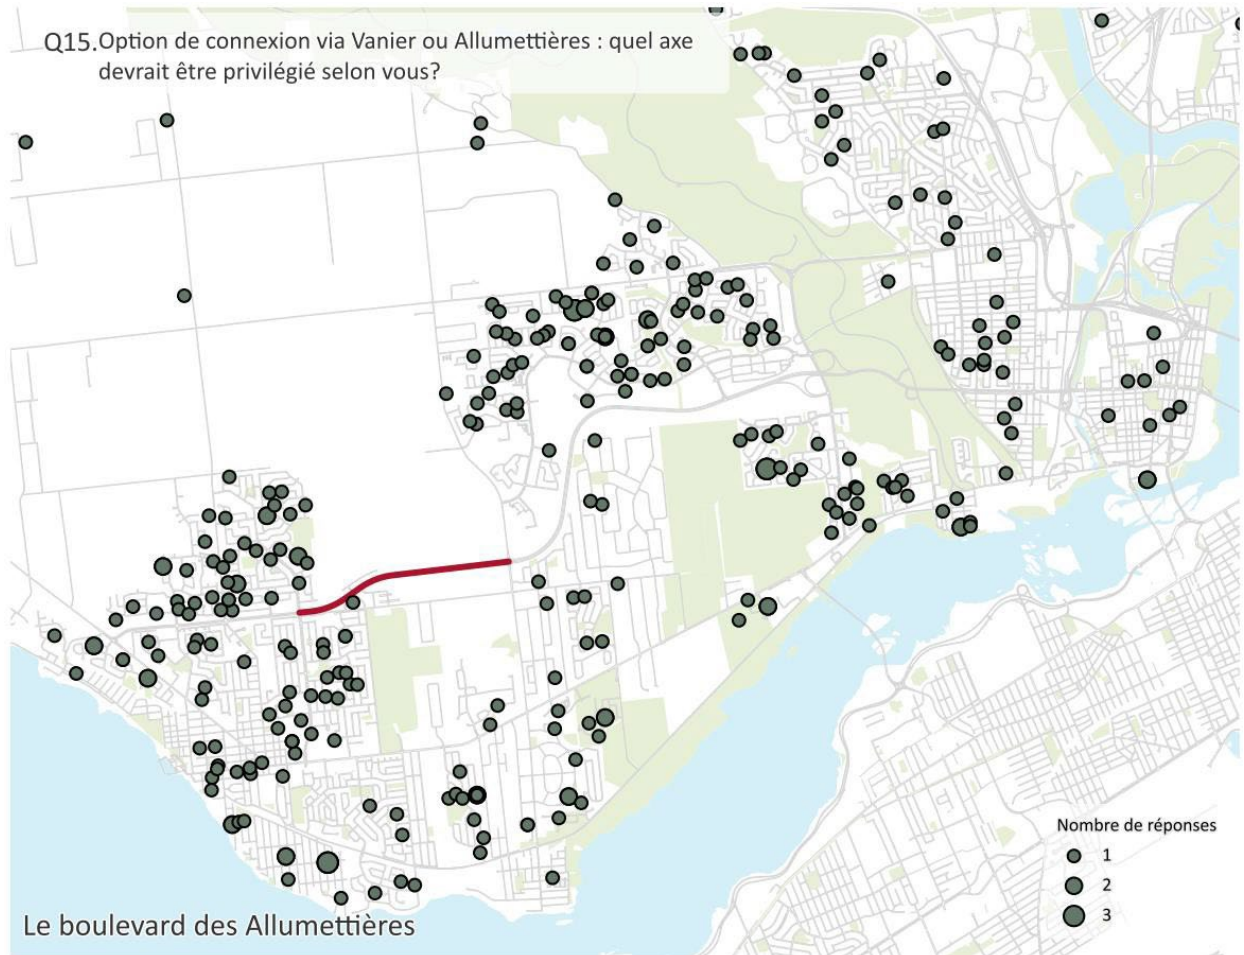 Q15. Option de connexion via Vanier ou Allumettières : quel axe
devrait être privilégié selon vous?
Nombre de réponses
1
2
3
Le boulevard des Allumettières